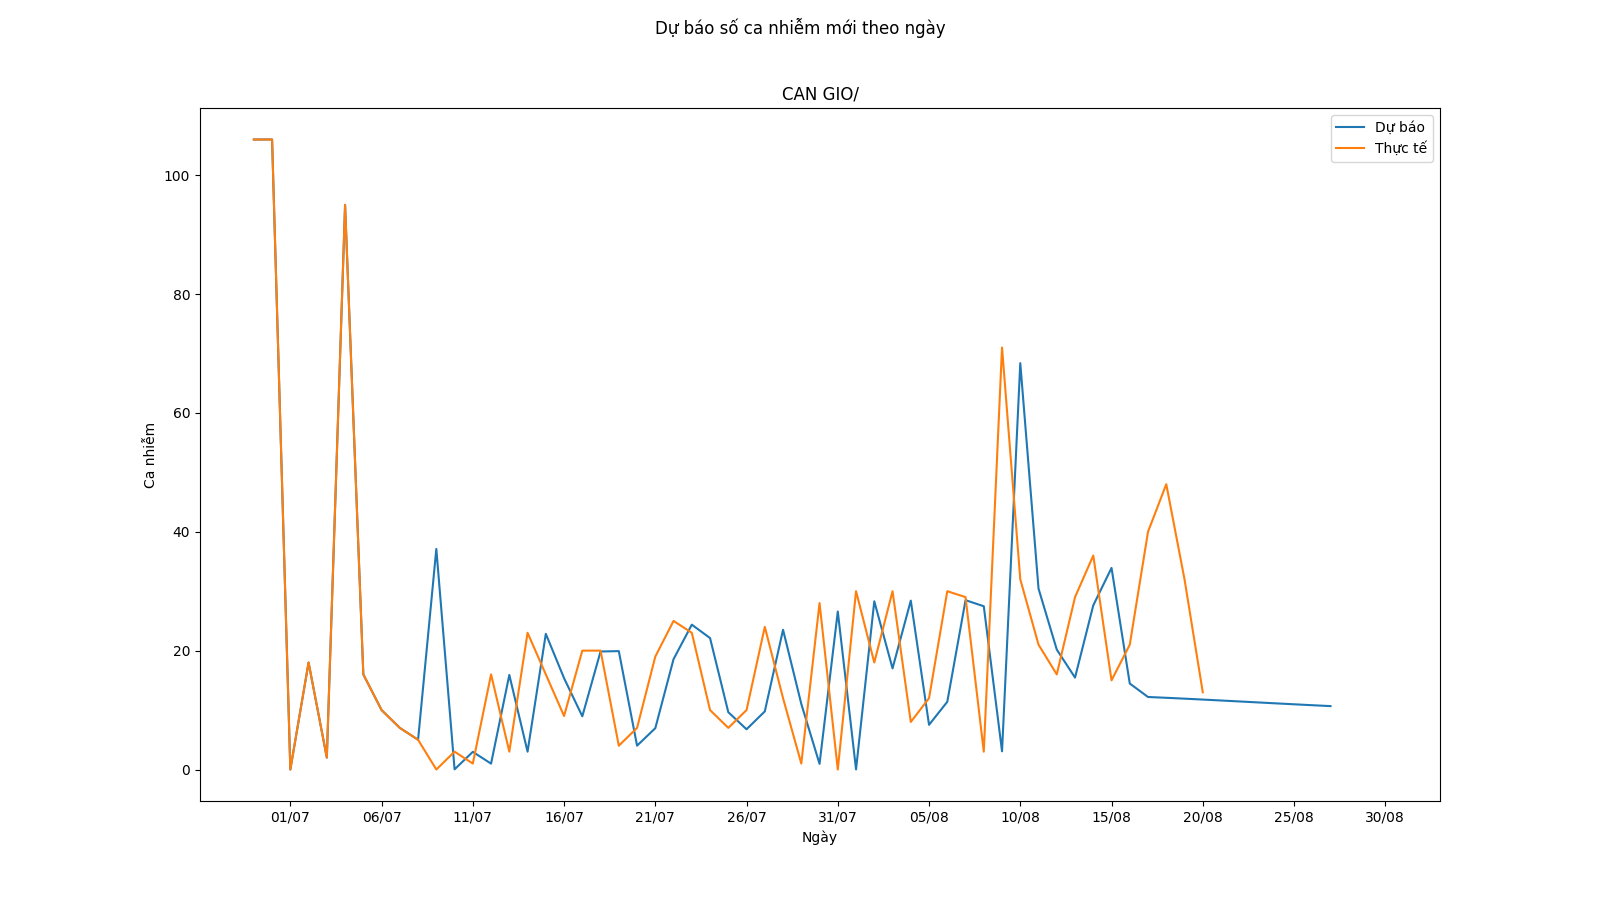 Dự báo số ca nhiễm mới theo ngày
CAN GIO/
Dự báo
Thực tế
Ca nhiễm
100
80
60
40
20
0
01/07 06/07 11/07 16/07 21/07 26/07 31/07 05/08 10/08 15/08 20/08 25/08 30/08
Ngày